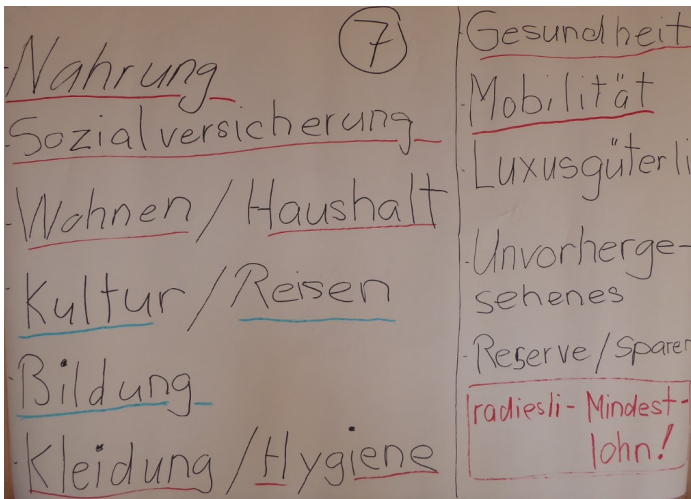 7
- Nahrung
- Sozialversicherung
- Wohnen / Haushalt
- Kultur / Reisen
- Bildung
- Kleidung / Hygiene
- Gesundheit
- Mobilität
- Luxusgüterli
- Unvorherge-
sehenes
- Reserve / Sparen
radiesli - Mindest-
lohn!